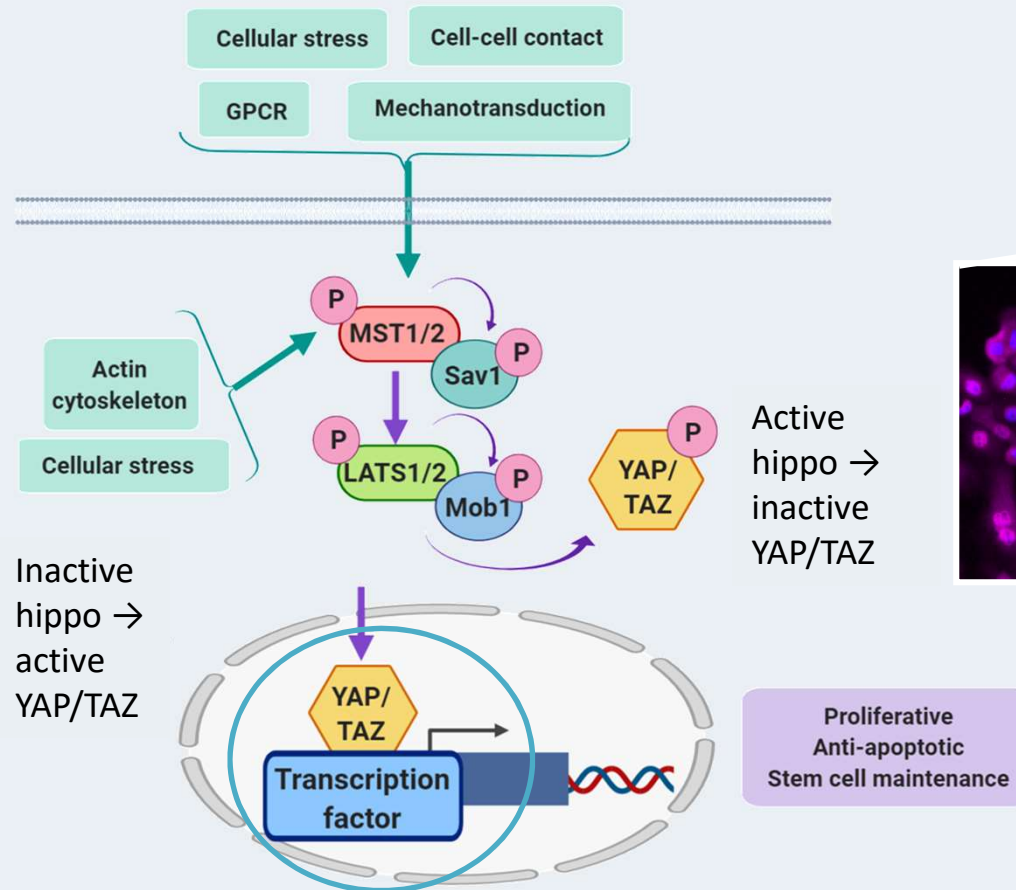 Cellular stress
Cell-cell contact
GPCR
Mechanotransduction
P
MST1/2
P
Sav1
Actin
cytoskeleton
Cellular stress
P
LATS1/2
P
Mob1
P
YAP/
TAZ
Active
hippo →
inactive
YAP/TAZ
Inactive
hippo →
active
YAP/TAZ
YAP/
TAZ
Transcription
factor
Proliferative
Anti-apoptotic
Stem cell maintenance